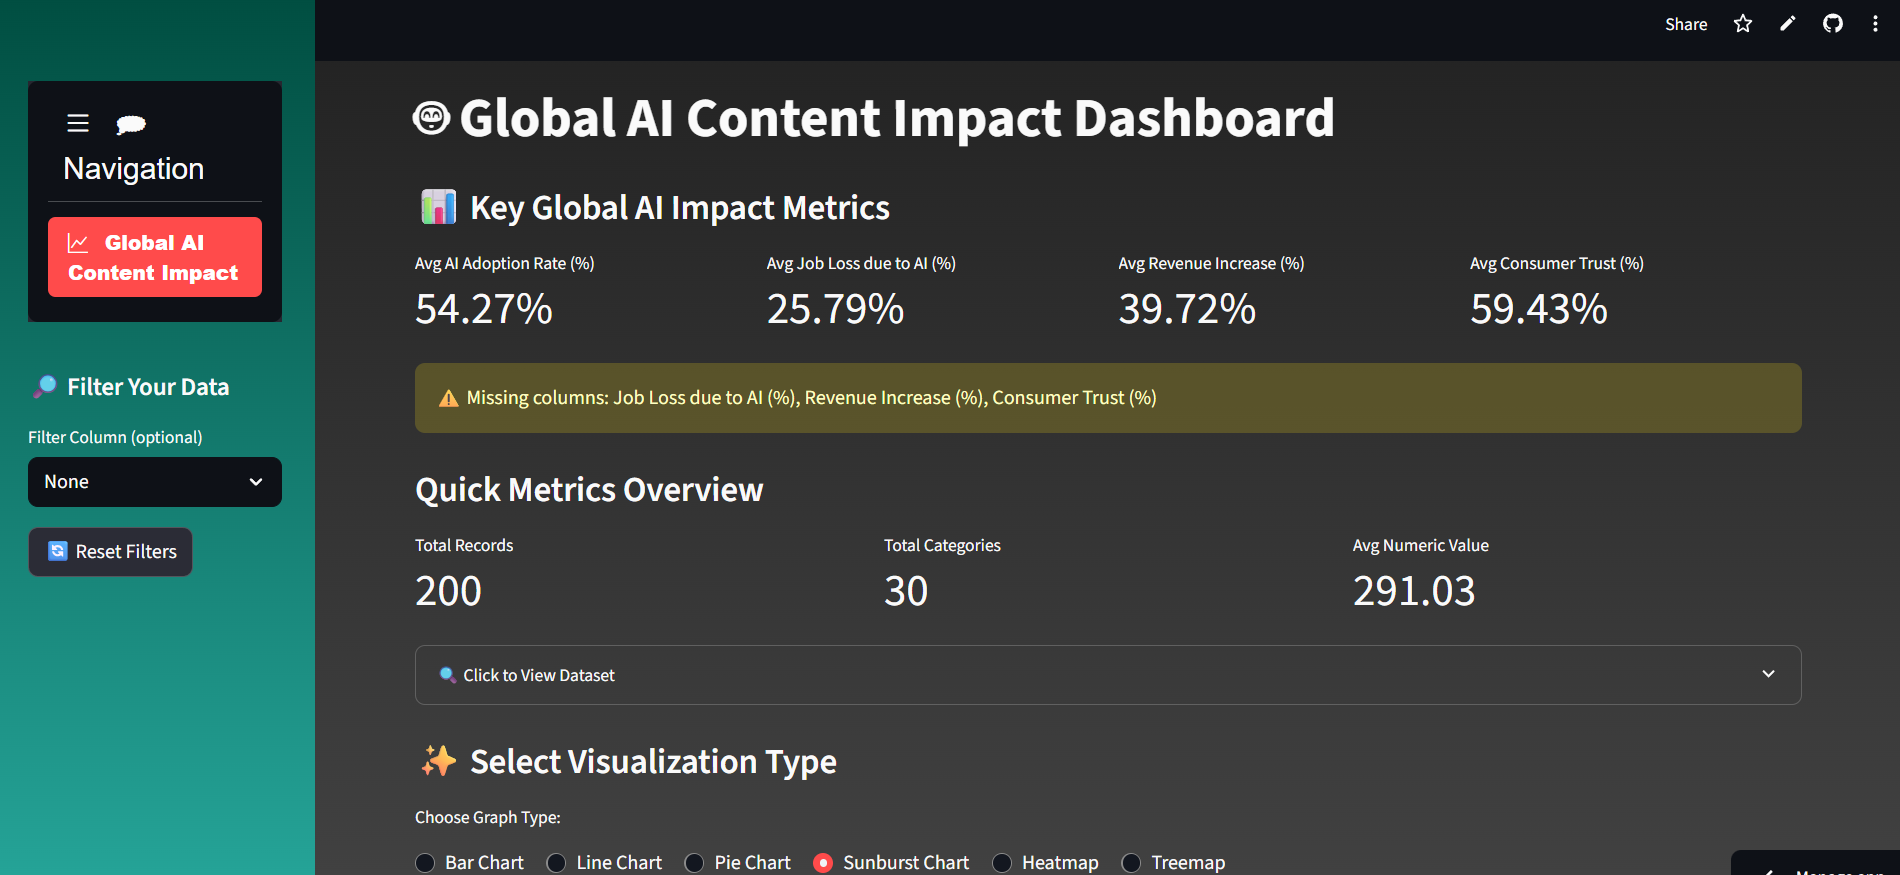 Share
Navigation
Global AI
Content Impact
Filter Your Data
Filter Column (optional)
None
Reset Filters
Global AI Content Impact Dashboard
Key Global AI Impact Metrics
Avg AI Adoption Rate (%) Avg Job Loss due to AI (%) Avg Revenue Increase (%) Avg Consumer Trust (%)
54.27% 25.79% 39.72% 59.43%
Missing columns: Job Loss due to AI (%), Revenue Increase (%), Consumer Trust (%)
Quick Metrics Overview
Total Records Total Categories Avg Numeric Value
200 30 291.03
Click to View Dataset
Select Visualization Type
Choose Graph Type:
Bar Chart Line Chart Pie Chart Sunburst Chart Heatmap Treemap